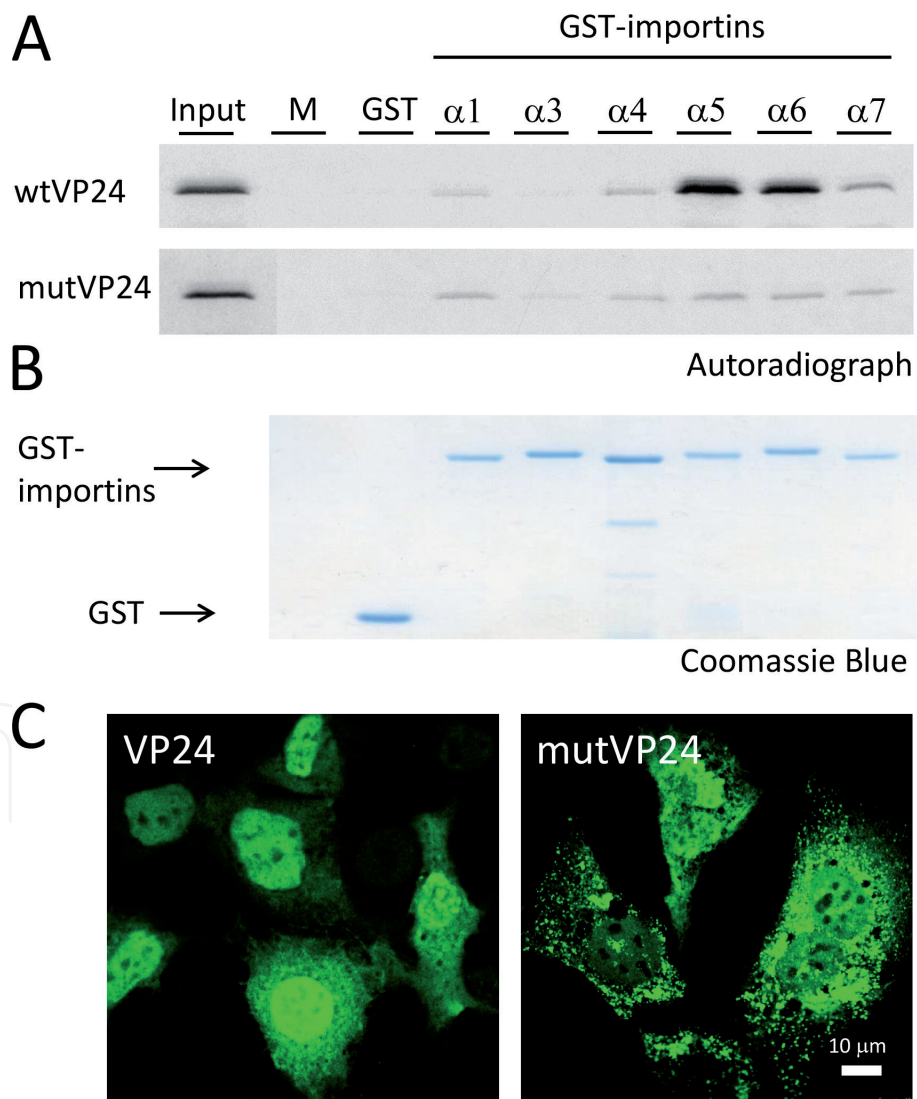 A
GST-importins
Input M GST α1 α3 α4 α5 α6 α7
wtVP24
mutVP24
Autoradiograph
B
GST-
importins
GST
Coomassie Blue
C
VP24
mutVP24
10 μm